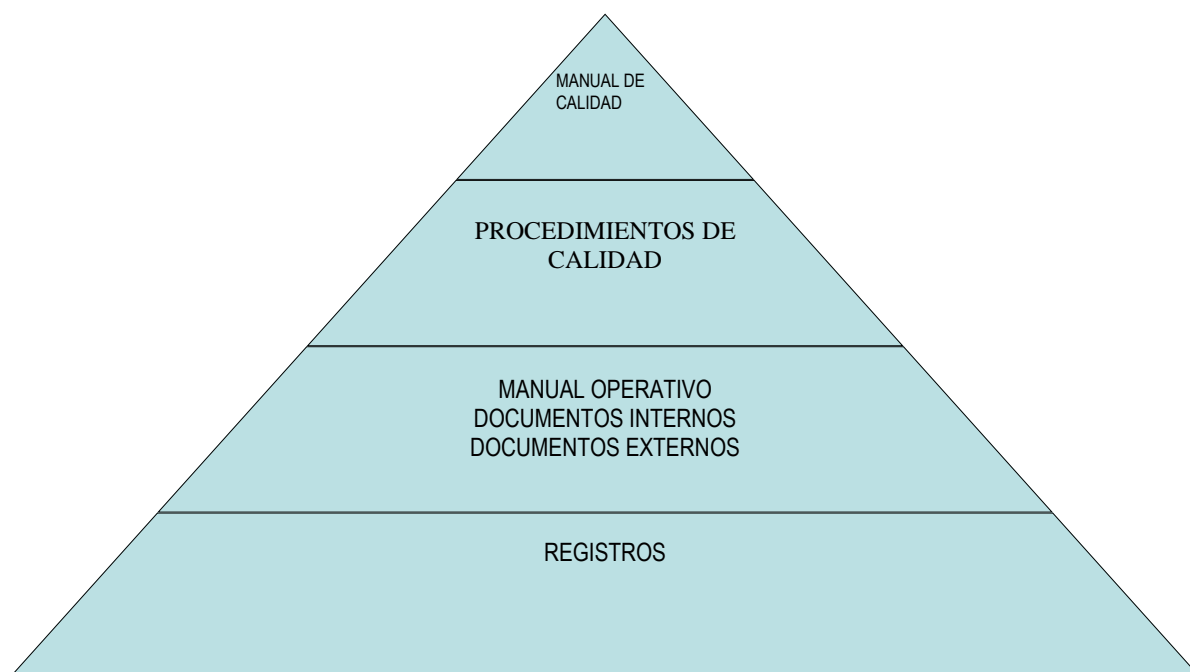 MANUAL DE
CALIDAD
PROCEDIMIENTOS DE
CALIDAD
MANUAL OPERATIVO
DOCUMENTOS INTERNOS
DOCUMENTOS EXTERNOS
REGISTROS